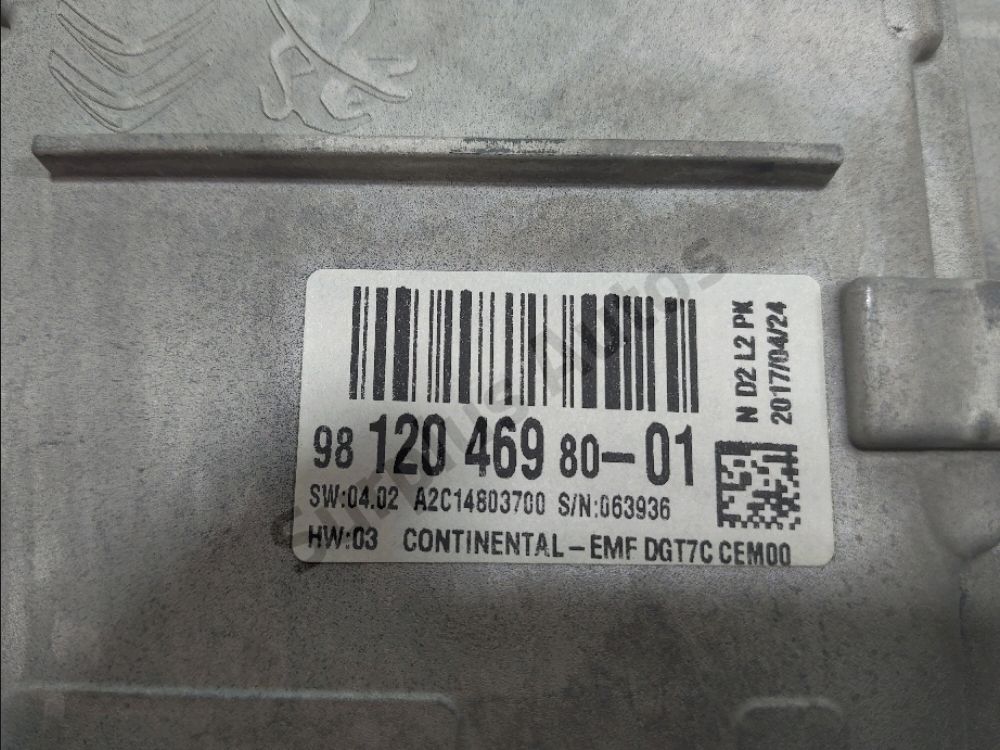 98 120 469 80-01
SW:04.02 A2C14803700 S/N:063936
HW:03 CONTINENTAL-EMF DGT7C CEM00
N D2 L2 PK
2017/04/24